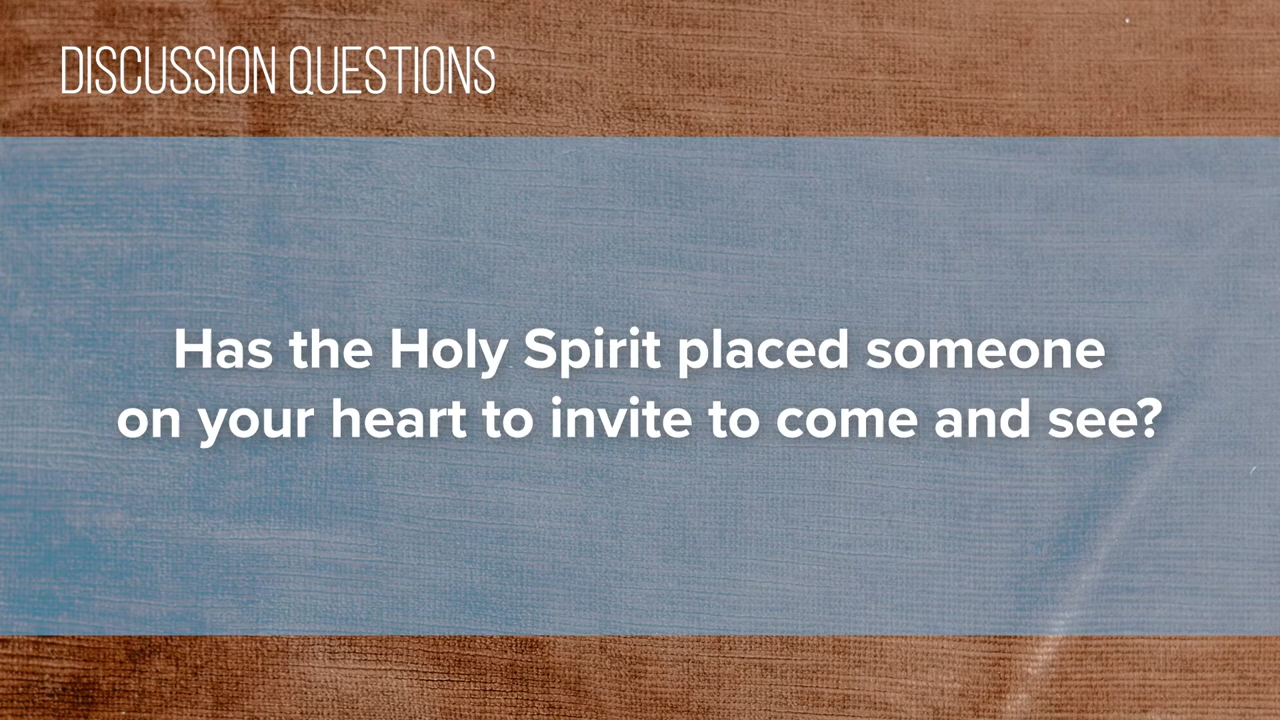 DISCUSSION QUESTIONS
Has the Holy Spirit placed someone
on your heart to invite to come and see?